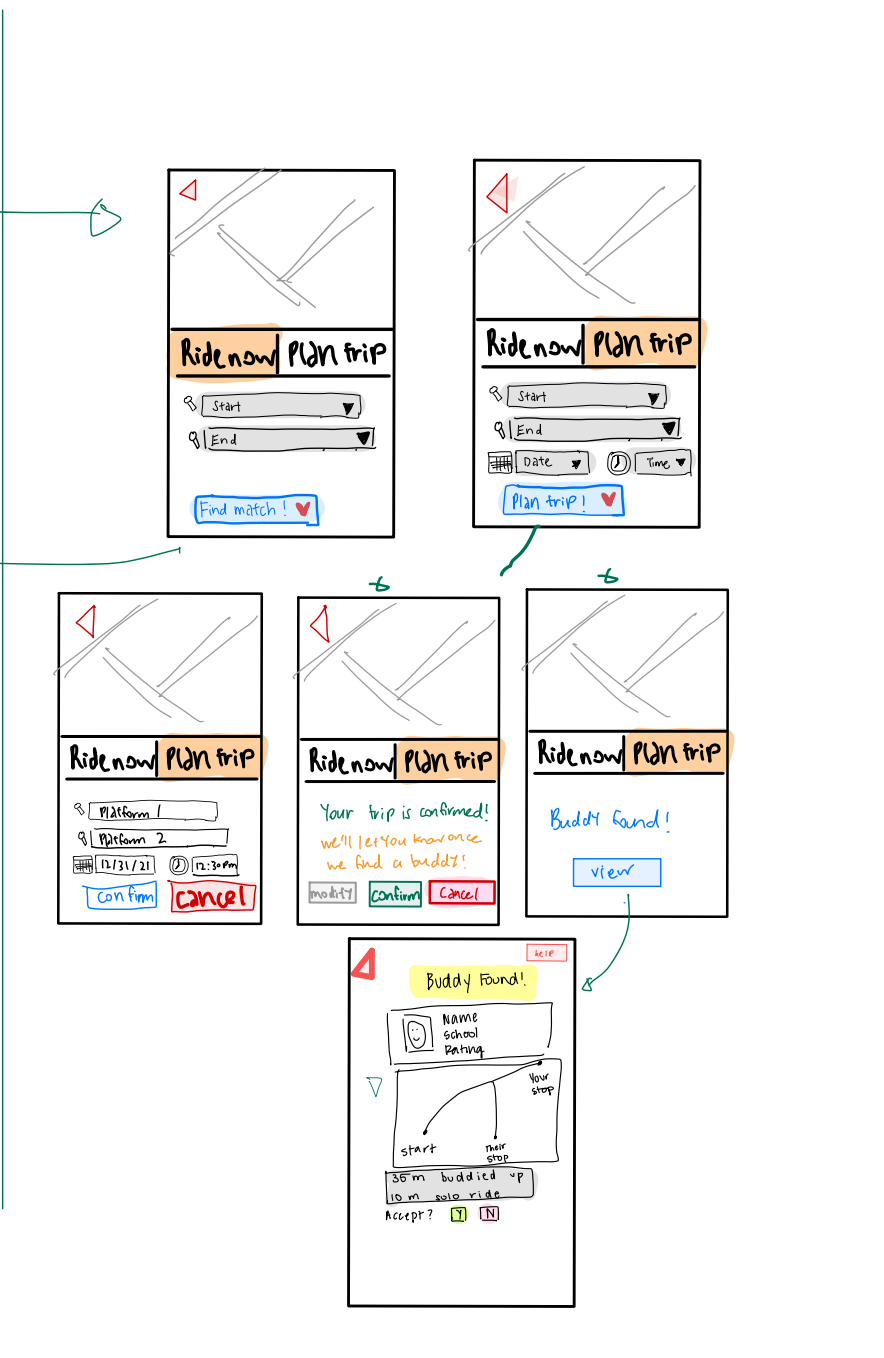 Ride now Plan trip
Start
End
Find match!
Ride now Plan trip
Start
End
Date Time
Plan trip!
Ride now Plan trip
Platform 1
Platform 2
12/31/21 12:30pm
confirm cancel
Ride now Plan trip
Your trip is confirmed!
we'll let you know once
we find a buddy!
modify confirm Cancel
Ride now Plan trip
Buddy found!
view
help
Buddy Found!
Name
School
Rating
Your
stop
start
Their
stop
35 m buddied up
10 m solo ride
Accept? Y N